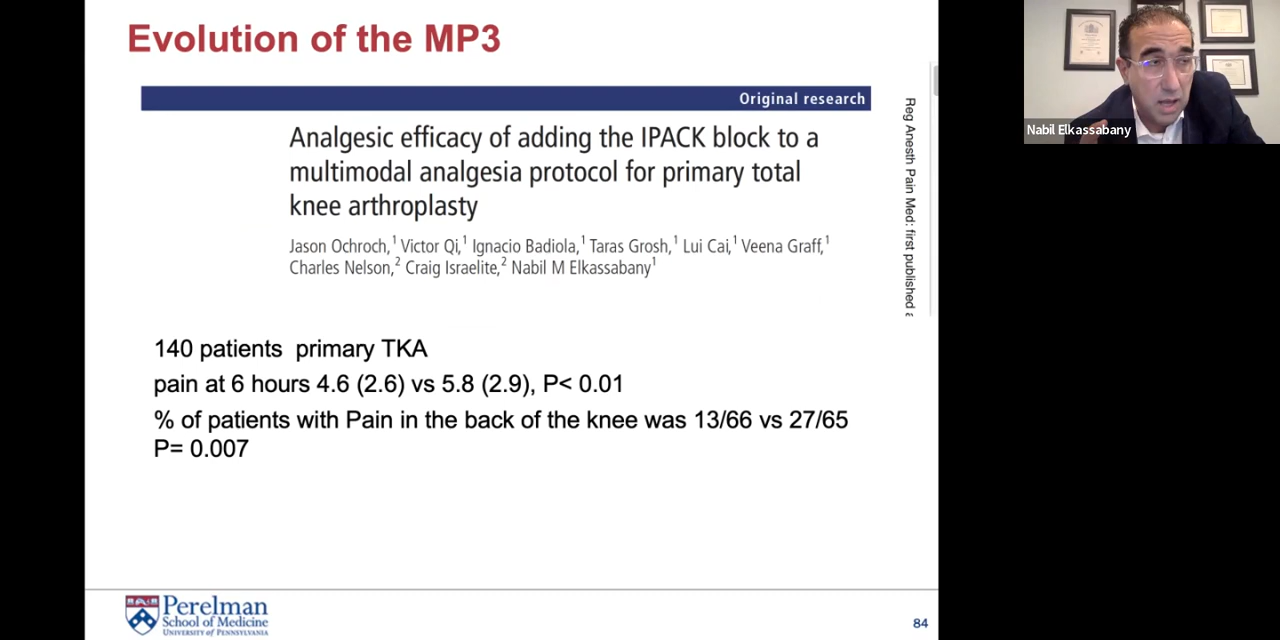 Evolution of the MP3
Original research
Analgesic efficacy of adding the IPACK block to a
multimodal analgesia protocol for primary total
knee arthroplasty
Jason Ochroch,1 Victor Qi,1 Ignacio Badiola,1 Taras Grosh,1 Lui Cai,1 Veena Graff,1
Charles Nelson,2 Craig Israelite,2 Nabil M Elkassabany1
Reg Anesth Pain Med: first published a
140 patients  primary TKA
pain at 6 hours 4.6 (2.6) vs 5.8 (2.9), P< 0.01
% of patients with Pain in the back of the knee was 13/66 vs 27/65
P= 0.007
Perelman
School of Medicine
University of Pennsylvania
84
Nabil Elkassabany